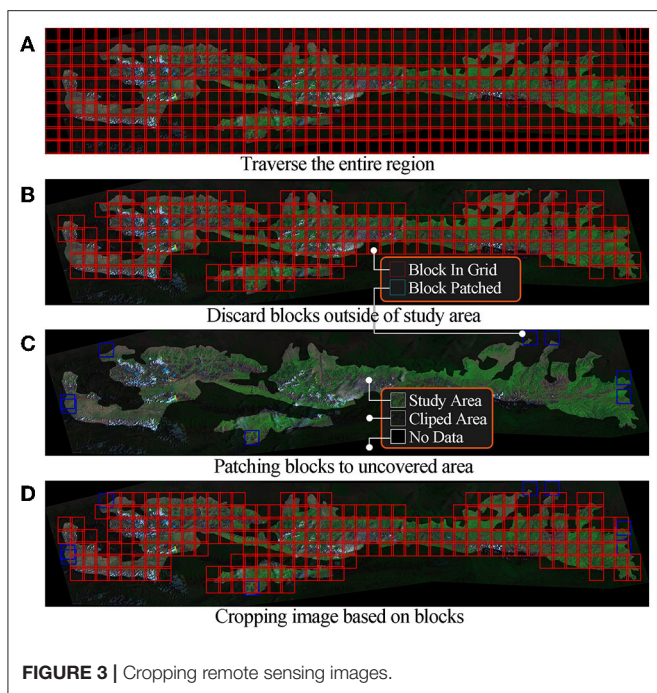 A
Traverse the entire region
B
Block In Grid
Block Patched
Discard blocks outside of study area
C
Study Area
Cliped Area
No Data
Patching blocks to uncovered area
D
Cropping image based on blocks
FIGURE 3 | Cropping remote sensing images.